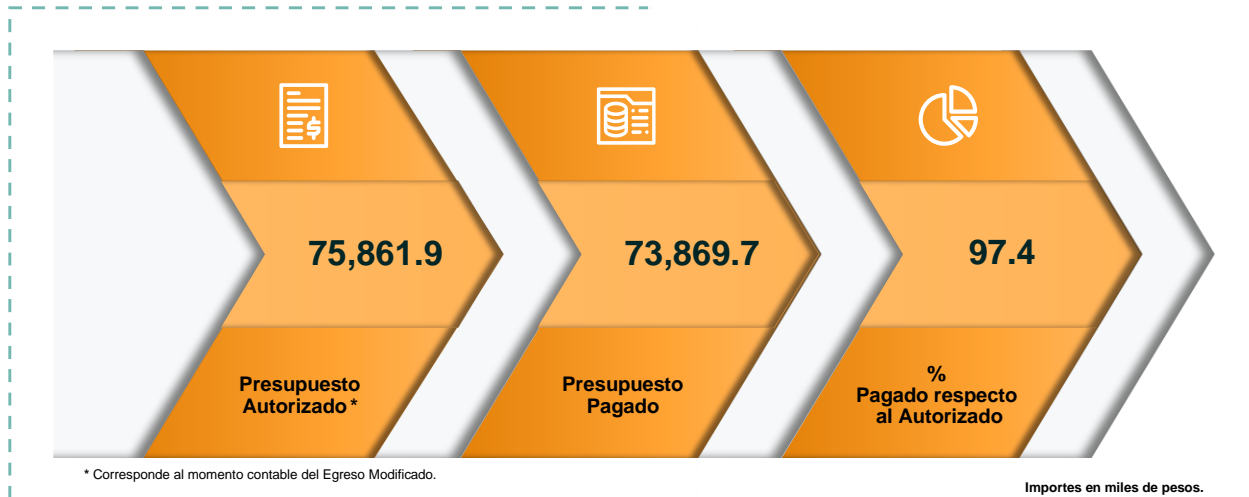 75,861.9
73,869.7
97.4
Presupuesto
Autorizado *
Presupuesto
Pagado
%
Pagado respecto
al Autorizado
* Corresponde al momento contable del Egreso Modificado.
Importes en miles de pesos.